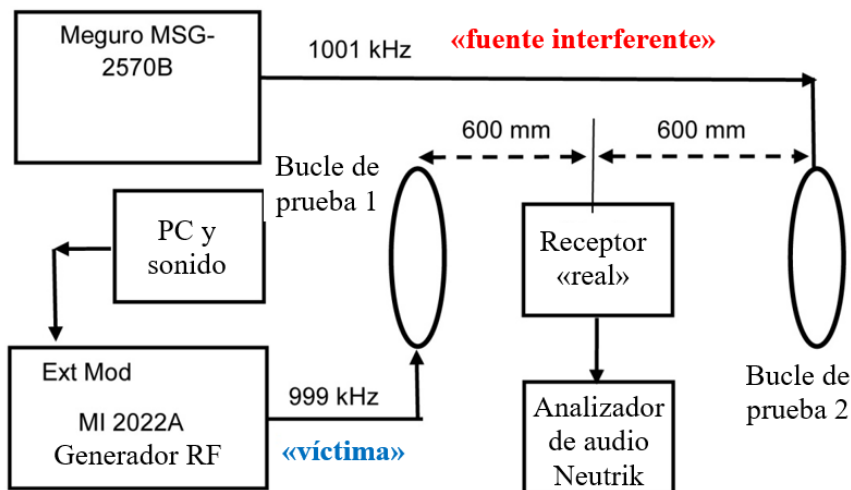 Meguro MSG-
2570B
1001 kHz
«fuente interferente»
600 mm
600 mm
Bucle de
prueba 1
PC y
sonido
Receptor
«real»
Ext Mod
MI 2022A
Generador RF
999 kHz
«víctima»
Analizador
de audio
Neutrik
Bucle de
prueba 2